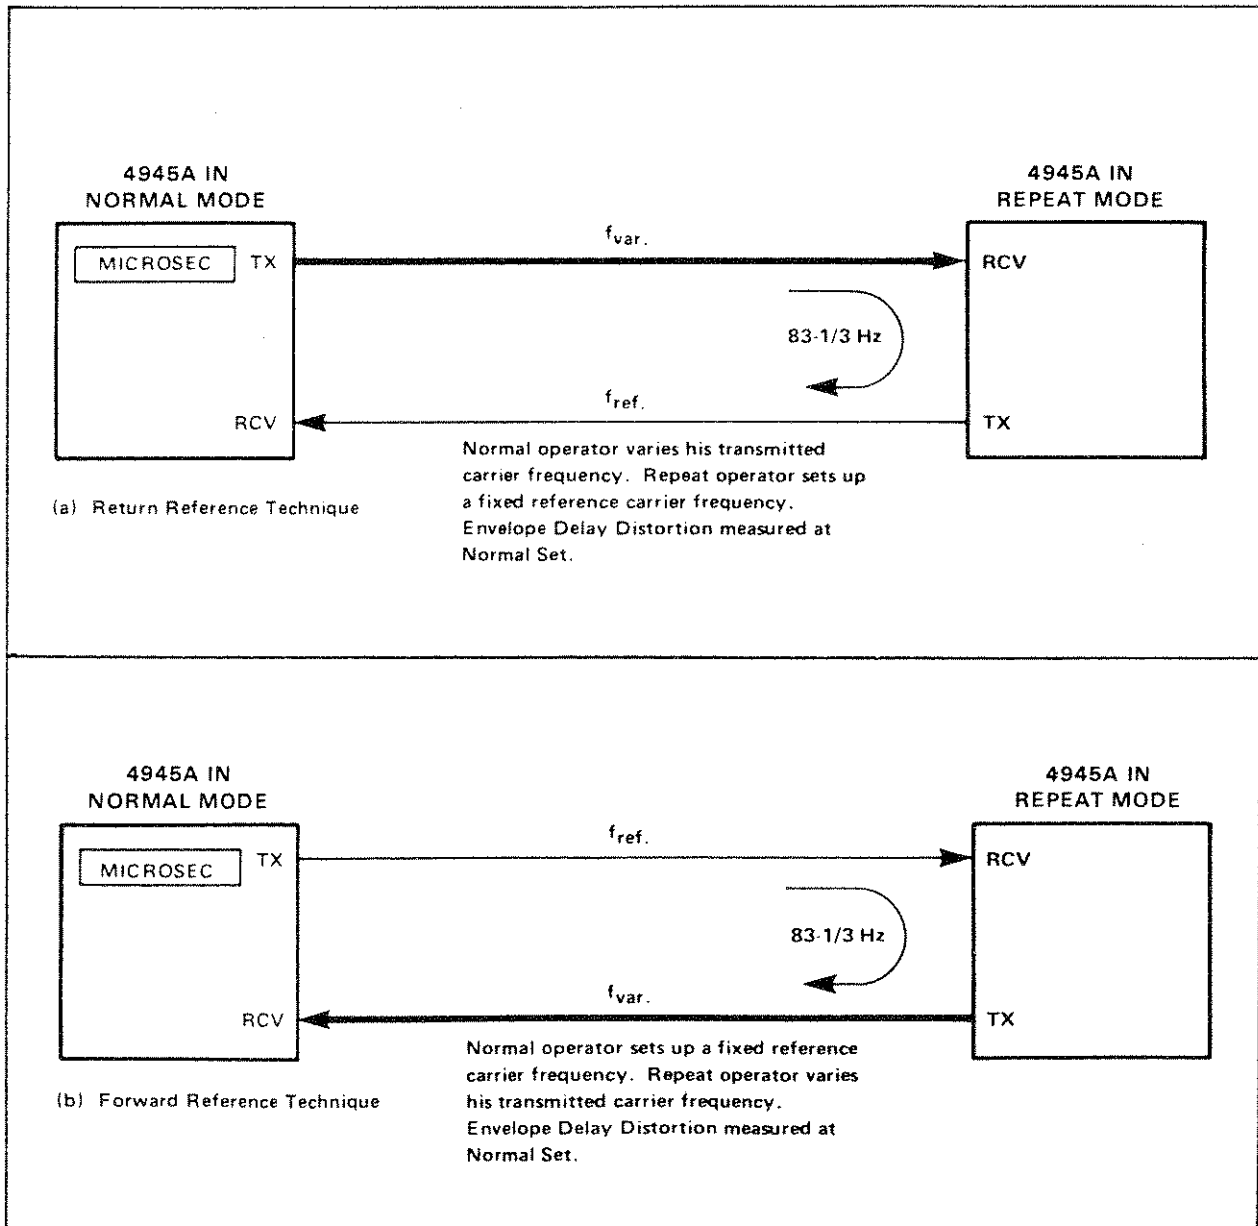 4945A IN
NORMAL MODE
4945A IN
REPEAT MODE
MICROSEC
TX
fvar.
RCV
83-1/3 Hz
RCV
fref.
TX
(a) Return Reference Technique
Normal operator varies his transmitted
carrier frequency. Repeat operator sets up
a fixed reference carrier frequency.
Envelope Delay Distortion measured at
Normal Set.
4945A IN
NORMAL MODE
4945A IN
REPEAT MODE
MICROSEC
TX
fref.
RCV
83-1/3 Hz
RCV
fvar.
TX
(b) Forward Reference Technique
Normal operator sets up a fixed reference
carrier frequency. Repeat operator varies
his transmitted carrier frequency.
Envelope Delay Distortion measured at
Normal Set.